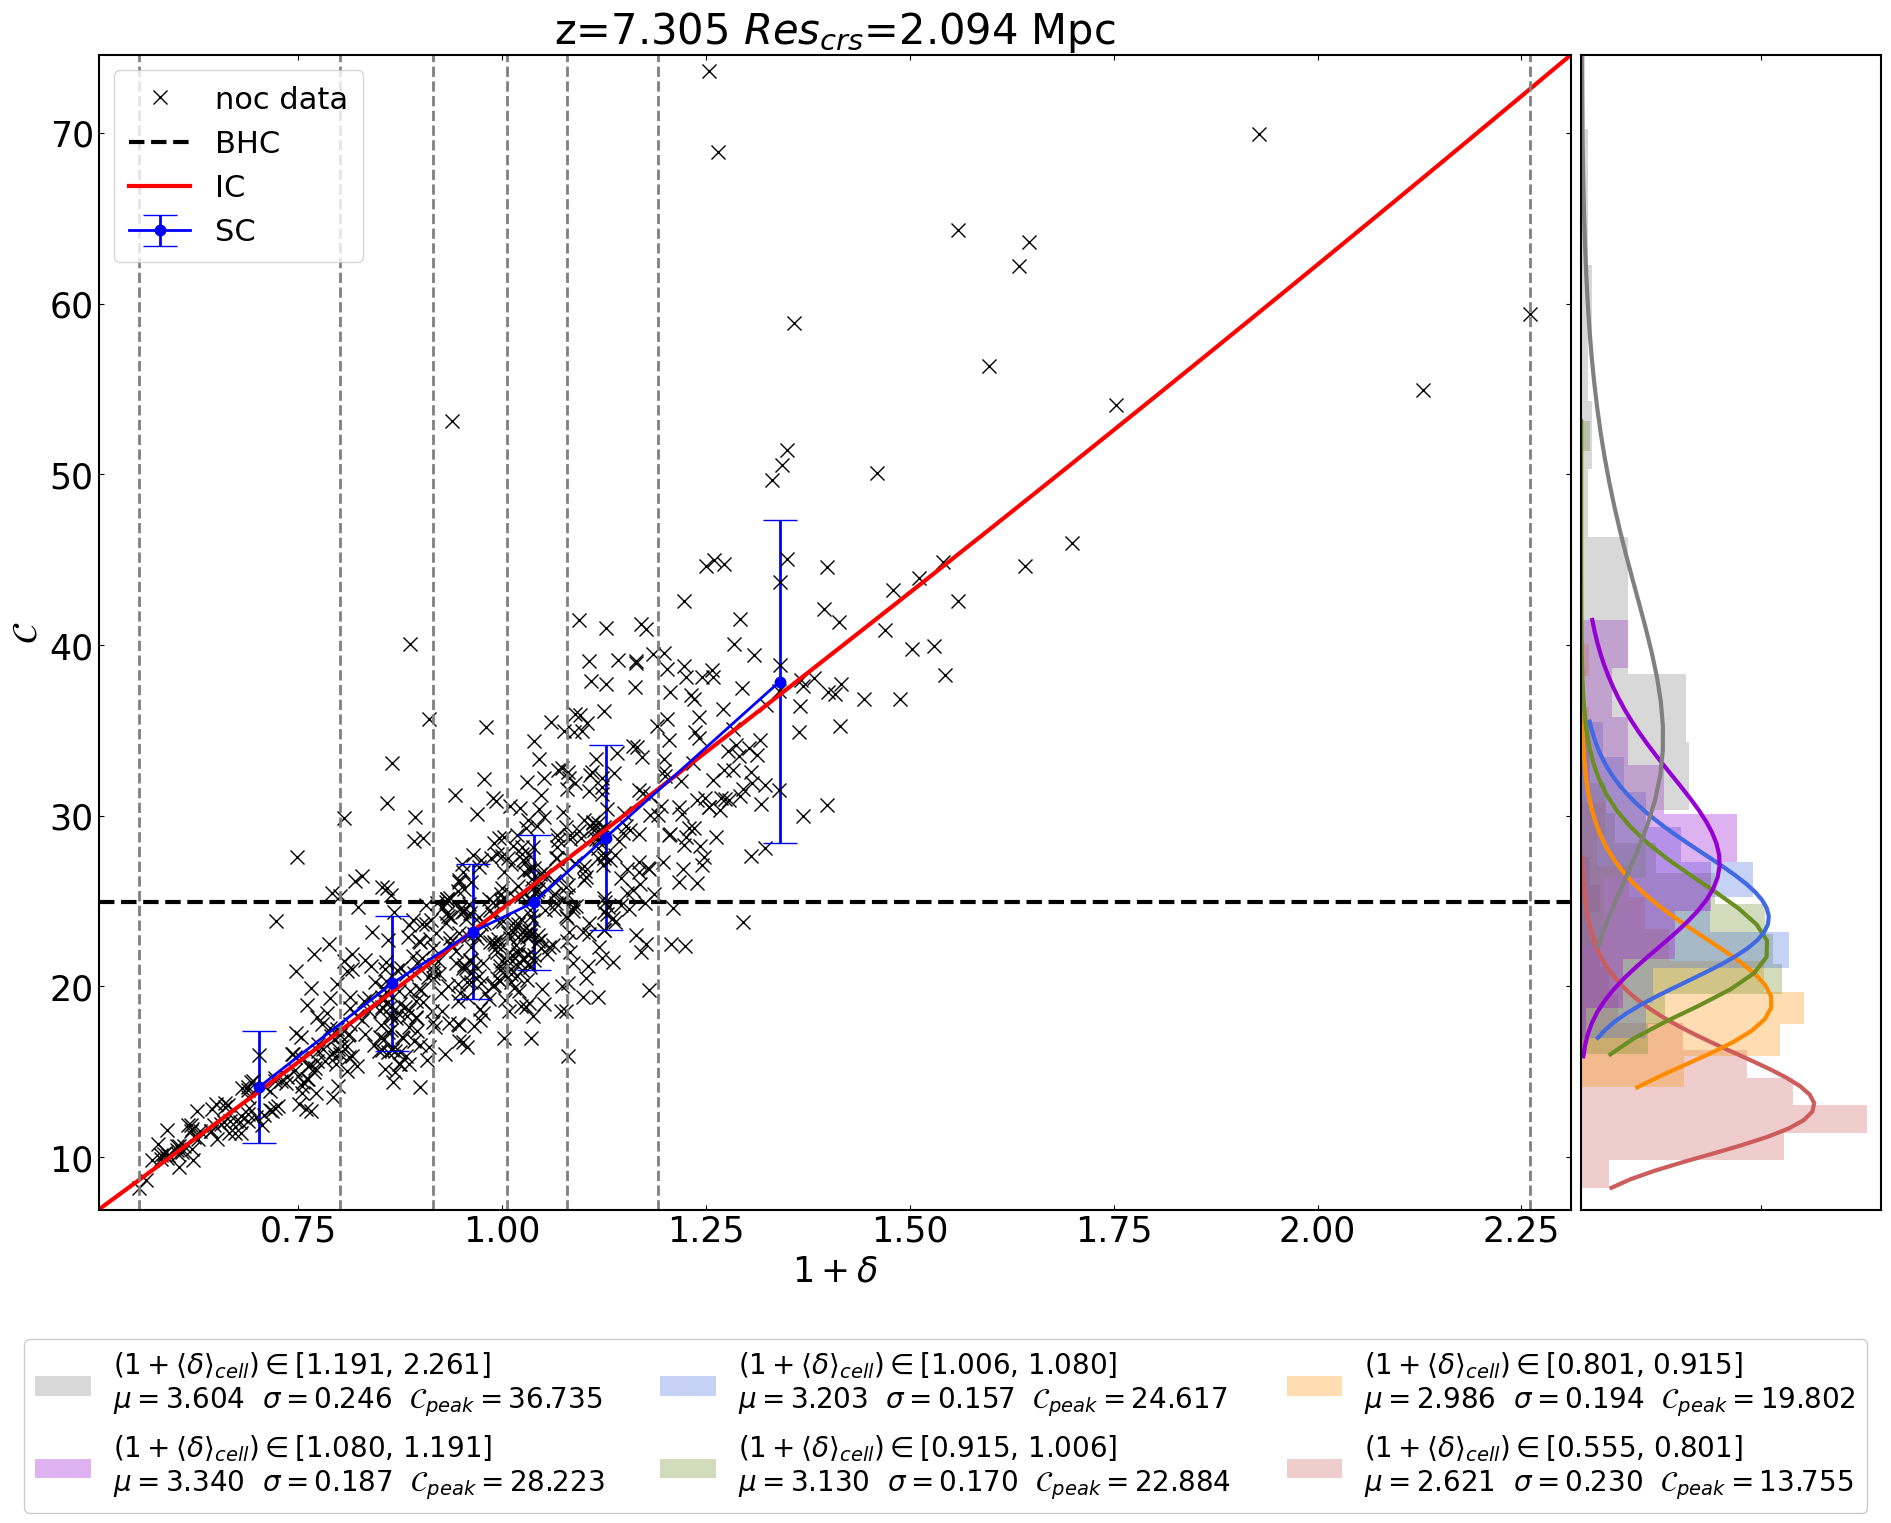 z=7.305 Res_crs=2.094 Mpc
noc data
BHC
IC
SC
70
60
50
40
30
20
10
𝒞
0.75 1.00 1.25 1.50 1.75 2.00 2.25
1 + δ
(1 + ⟨δ⟩_cell) ∈ [1.191, 2.261]
μ = 3.604 σ = 0.246 𝒞_peak = 36.735
(1 + ⟨δ⟩_cell) ∈ [1.080, 1.191]
μ = 3.340 σ = 0.187 𝒞_peak = 28.223
(1 + ⟨δ⟩_cell) ∈ [1.006, 1.080]
μ = 3.203 σ = 0.157 𝒞_peak = 24.617
(1 + ⟨δ⟩_cell) ∈ [0.915, 1.006]
μ = 3.130 σ = 0.170 𝒞_peak = 22.884
(1 + ⟨δ⟩_cell) ∈ [0.801, 0.915]
μ = 2.986 σ = 0.194 𝒞_peak = 19.802
(1 + ⟨δ⟩_cell) ∈ [0.555, 0.801]
μ = 2.621 σ = 0.230 𝒞_peak = 13.755